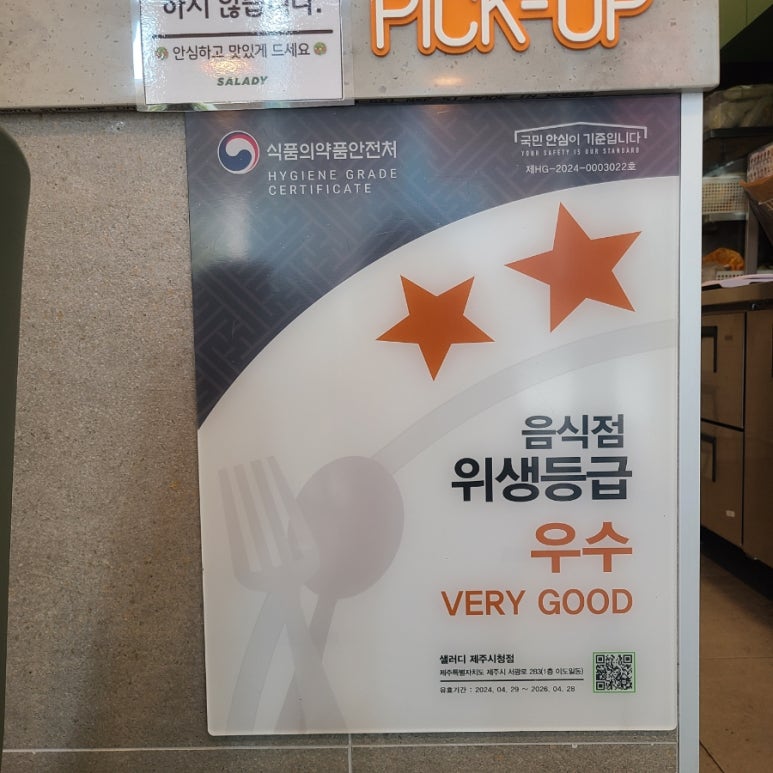 하지 않습니다.
안심하고 맛있게 드세요
SALADY
PICK-UP
식품의약품안전처
HYGIENE GRADE
CERTIFICATE
국민 안심이 기준입니다
YOUR SAFETY IS OUR STANDARD
제HG-2024-0003022호
음식점
위생등급
우수
VERY GOOD
샐러디 제주시청점
제주특별자치도 제주시 서광로 283(1층 이도일동)
유효기간 : 2024. 04. 29 ~ 2026. 04. 28